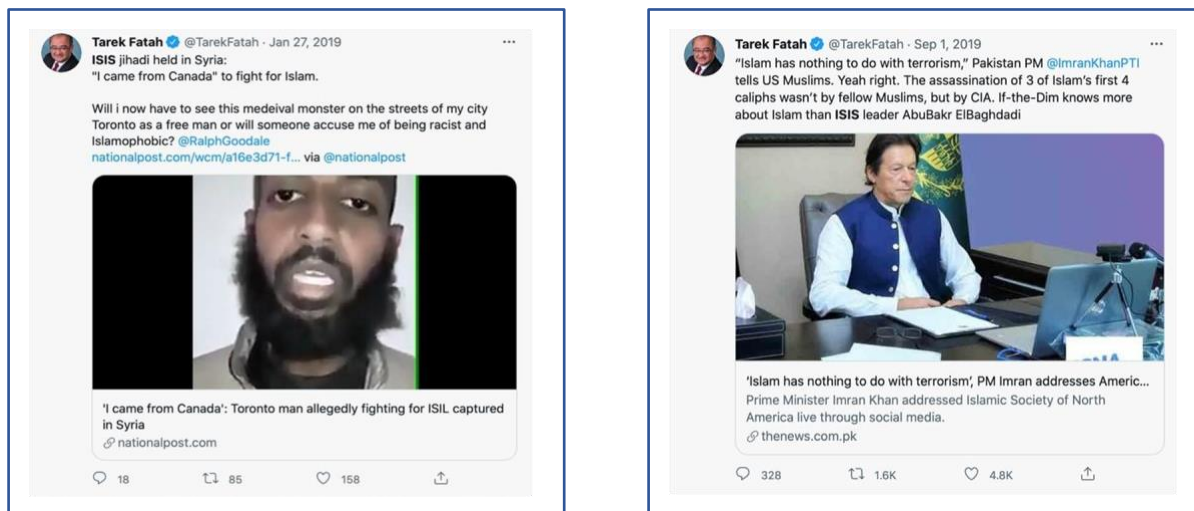 Tarek Fatah @TarekFatah · Jan 27, 2019
ISIS jihadi held in Syria:
"I came from Canada" to fight for Islam.
Will i now have to see this medeival monster on the streets of my city
Toronto as a free man or will someone accuse me of being racist and
Islamophobic? @RalphGoodale
nationalpost.com/wcm/a16e3d71-f... via @nationalpost
'I came from Canada': Toronto man allegedly fighting for ISIL captured
in Syria
nationalpost.com
18 85 158
Tarek Fatah @TarekFatah · Sep 1, 2019
“Islam has nothing to do with terrorism,” Pakistan PM @ImranKhanPTI
tells US Muslims. Yeah right. The assassination of 3 of Islam’s first 4
caliphs wasn’t by fellow Muslims, but by CIA. If-the-Dim knows more
about Islam than ISIS leader AbuBakr ElBaghdadi
'Islam has nothing to do with terrorism', PM Imran addresses Americ...
Prime Minister Imran Khan addressed Islamic Society of North
America live through social media.
thenews.com.pk
328 1.6K 4.8K